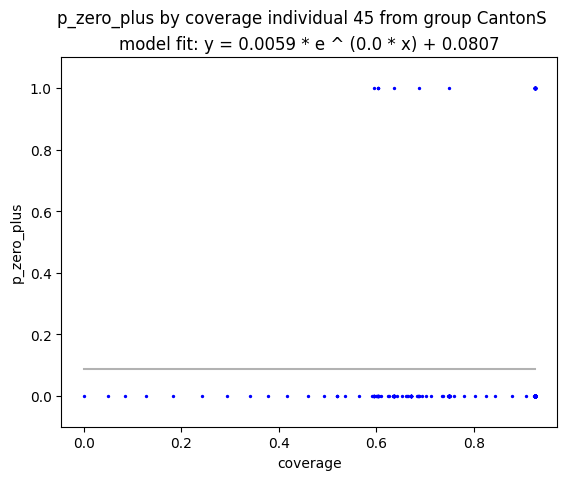 p_zero_plus by coverage individual 45 from group CantonS
model fit: y = 0.0059 * e ^ (0.0 * x) + 0.0807
1.0
0.8
0.6
0.4
0.2
0.0
p_zero_plus
0.0 0.2 0.4 0.6 0.8
coverage